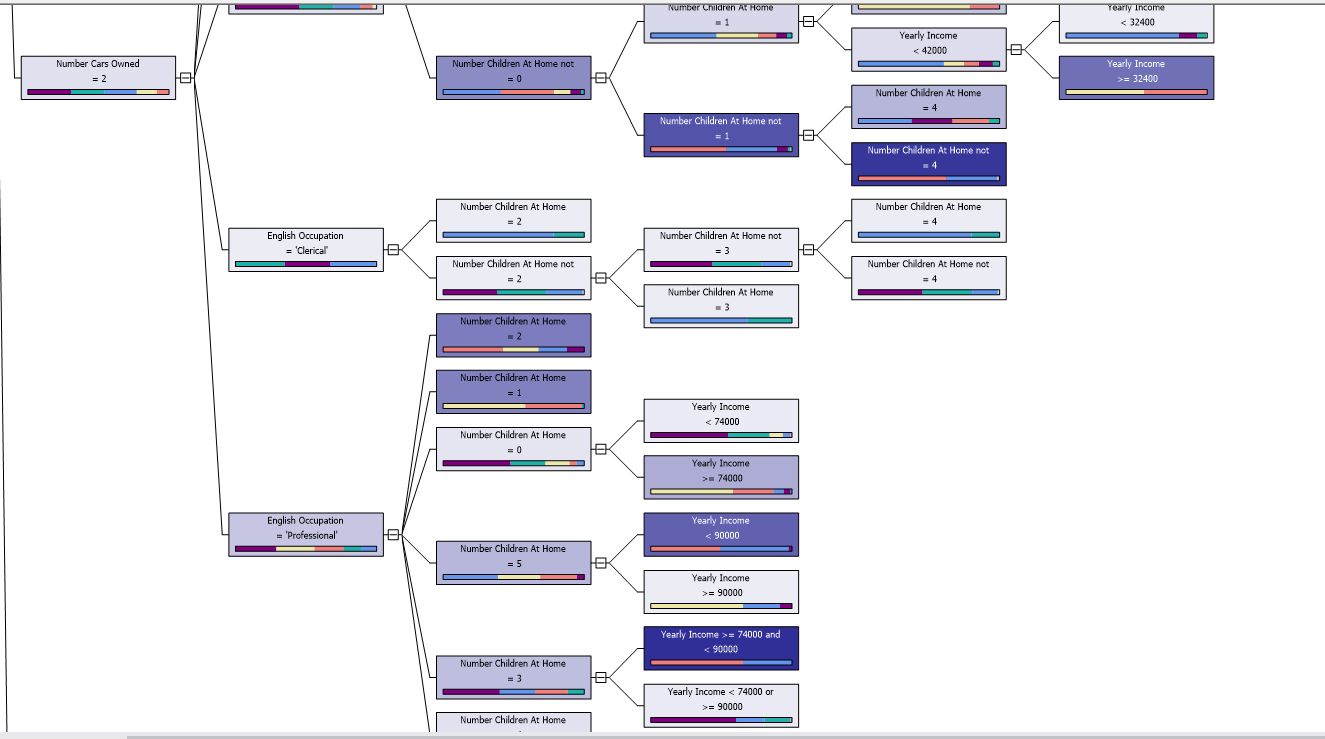 Number Cars Owned
= 2
Number Children At Home not
= 0
Number Children At Home
= 1
Number Children At Home not
= 1
Yearly Income
< 42000
Number Children At Home
= 4
Number Children At Home not
= 4
Yearly Income
< 32400
Yearly Income
>= 32400
English Occupation
= 'Clerical'
Number Children At Home
= 2
Number Children At Home not
= 2
Number Children At Home not
= 3
Number Children At Home
= 3
Number Children At Home
= 4
Number Children At Home not
= 4
English Occupation
= 'Professional'
Number Children At Home
= 2
Number Children At Home
= 1
Number Children At Home
= 0
Yearly Income
< 74000
Yearly Income
>= 74000
Number Children At Home
= 5
Yearly Income
< 90000
Yearly Income
>= 90000
Number Children At Home
= 3
Yearly Income >= 74000 and
< 90000
Yearly Income < 74000 or
>= 90000
Number Children At Home